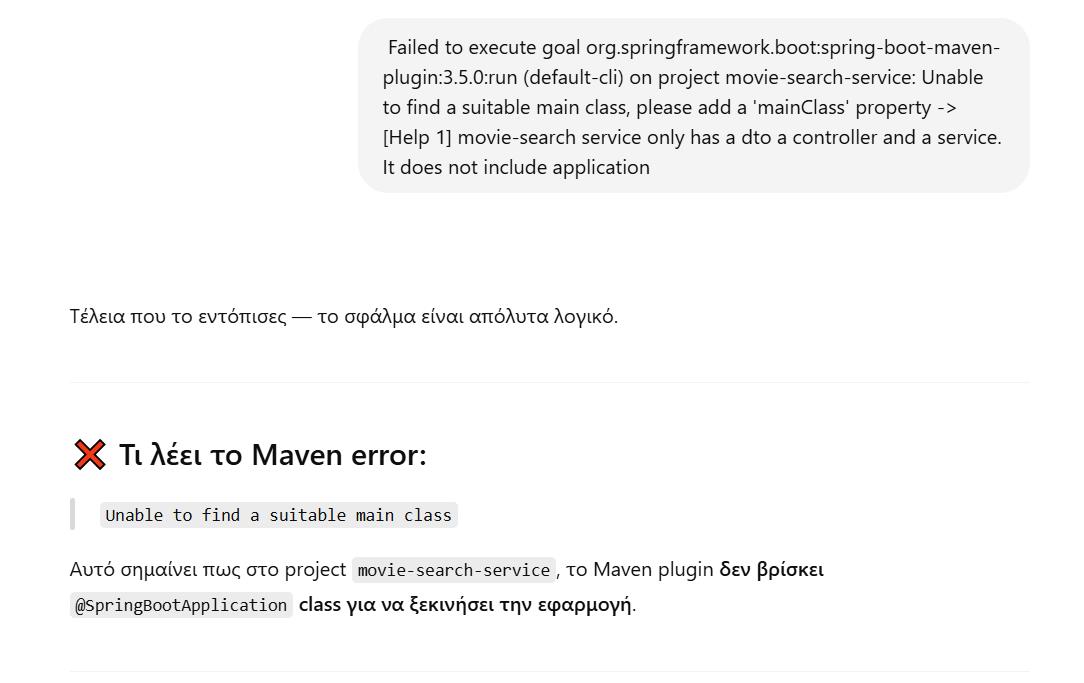 Failed to execute goal org.springframework.boot:spring-boot-maven-
plugin:3.5.0:run (default-cli) on project movie-search-service: Unable
to find a suitable main class, please add a 'mainClass' property ->
[Help 1] movie-search service only has a dto a controller and a service.
It does not include application
Τέλεια που το εντόπισες — το σφάλμα είναι απόλυτα λογικό.
❌ Τι λέει το Maven error:
Unable to find a suitable main class
Αυτό σημαίνει πως στο project movie-search-service, το Maven plugin δεν βρίσκει
@SpringBootApplication class για να ξεκινήσει την εφαρμογή.